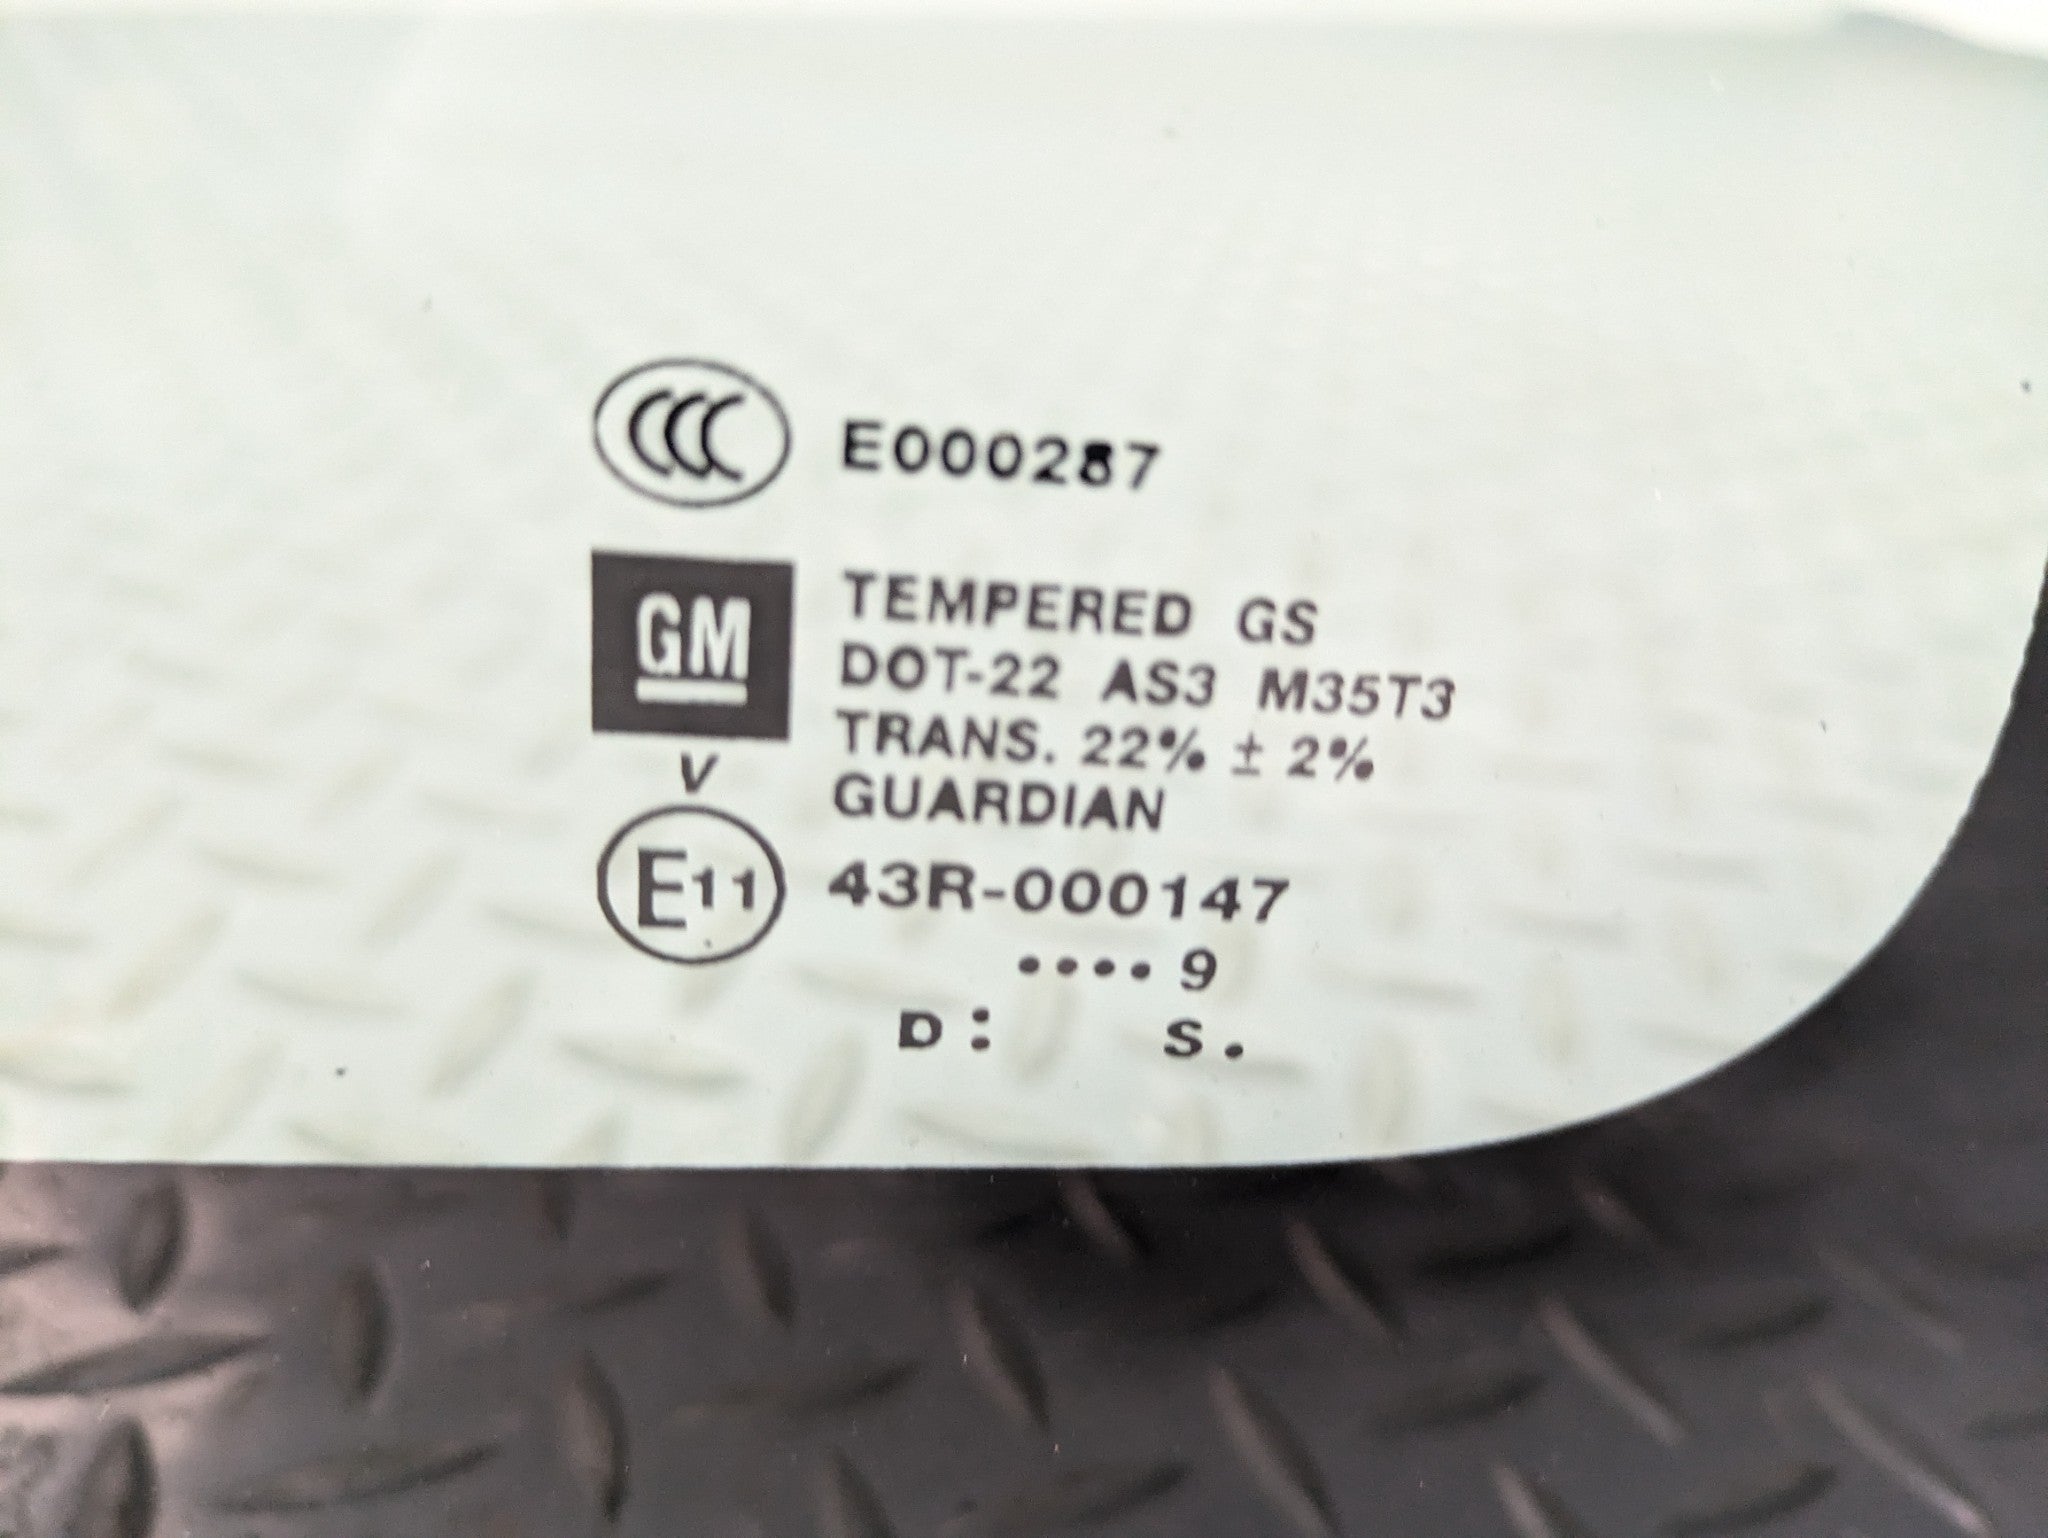 CCC E000287
GM TEMPERED GS
DOT-22 AS3 M35T3
TRANS. 22% ± 2%
V
GUARDIAN
E11 43R-000147
•••• 9
D: S.